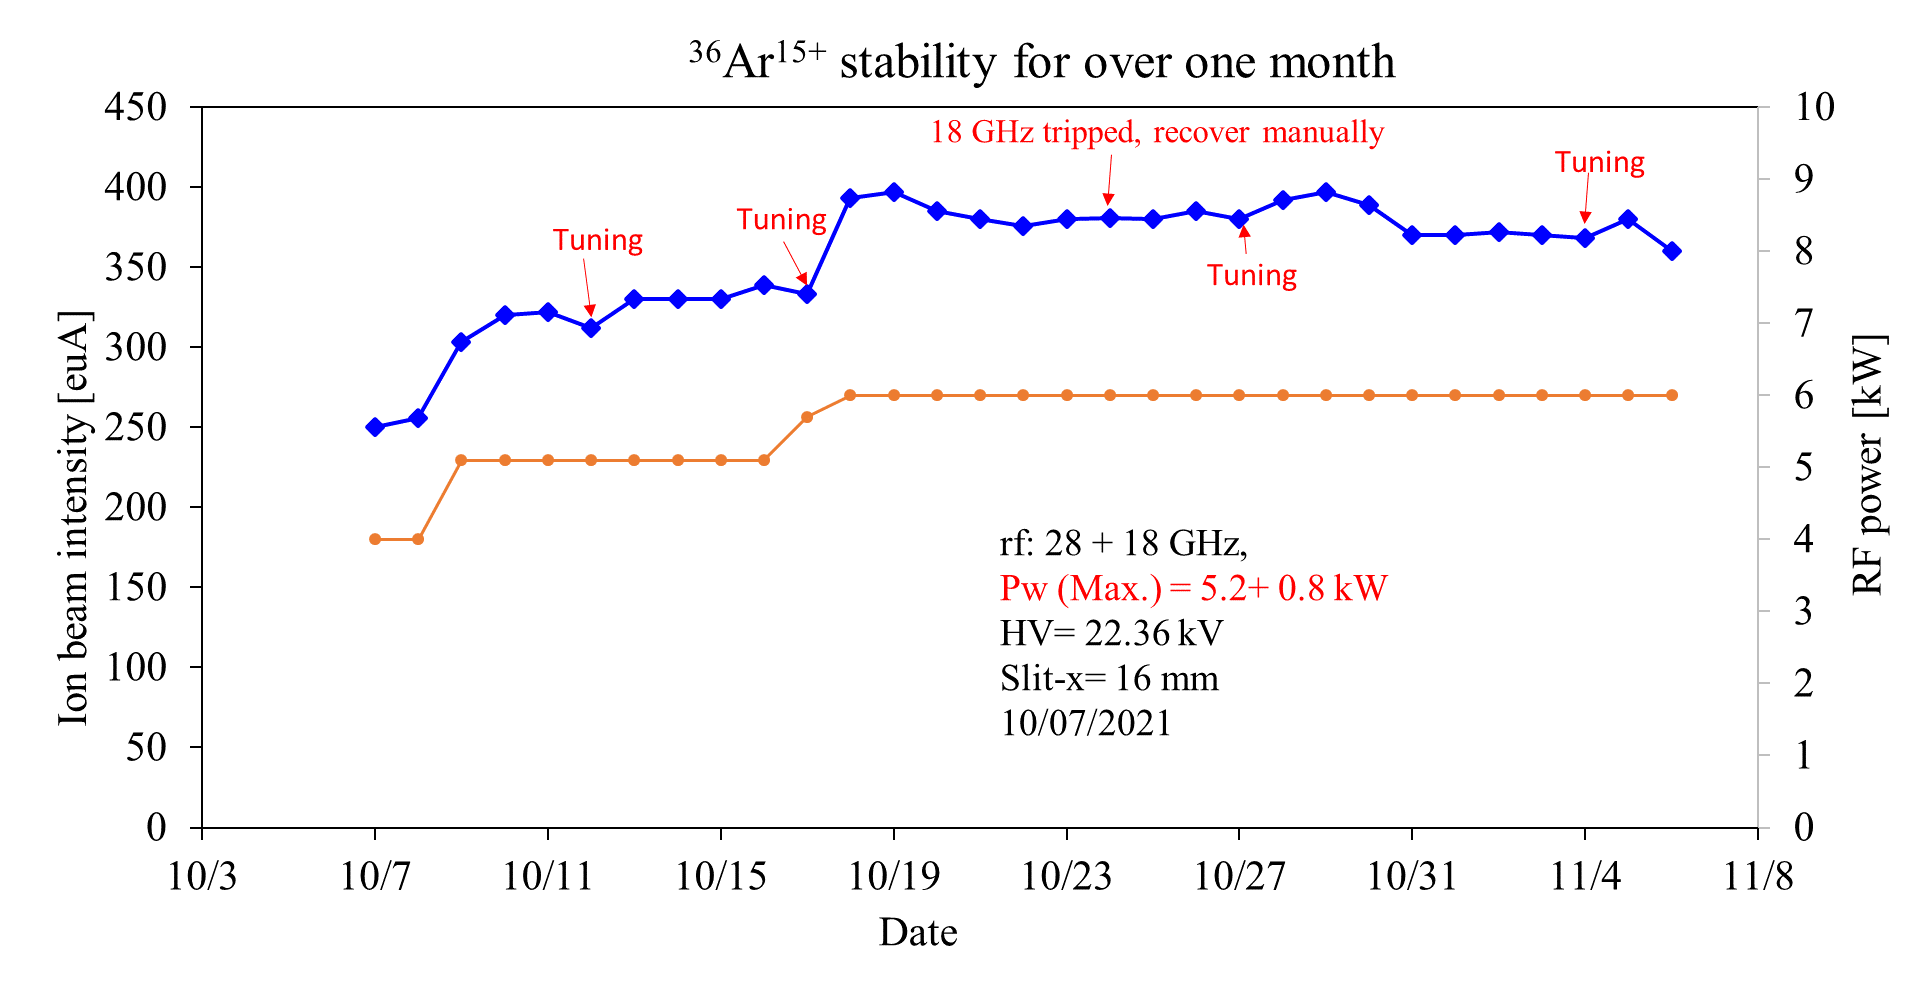 ³⁶Ar¹⁵⁺ stability for over one month
450
400
350
300
250
200
150
100
50
0
Ion beam intensity [euA]
10
9
8
7
6
5
4
3
2
1
0
RF power [kW]
18 GHz tripped, recover manually
Tuning
Tuning
Tuning
Tuning
rf: 28 + 18 GHz,
Pw (Max.) = 5.2+ 0.8 kW
HV= 22.36 kV
Slit-x= 16 mm
10/07/2021
10/3 10/7 10/11 10/15 10/19 10/23 10/27 10/31 11/4 11/8
Date